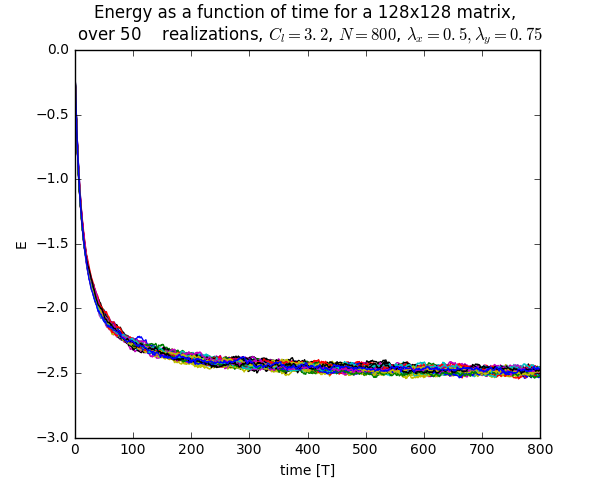 Energy as a function of time for a 128x128 matrix,
over 50 realizations, C_l = 3.2, N = 800, λ_x = 0.5, λ_y = 0.75
0.0
−0.5
−1.0
−1.5
−2.0
−2.5
−3.0
E
0 100 200 300 400 500 600 700 800
time [T]